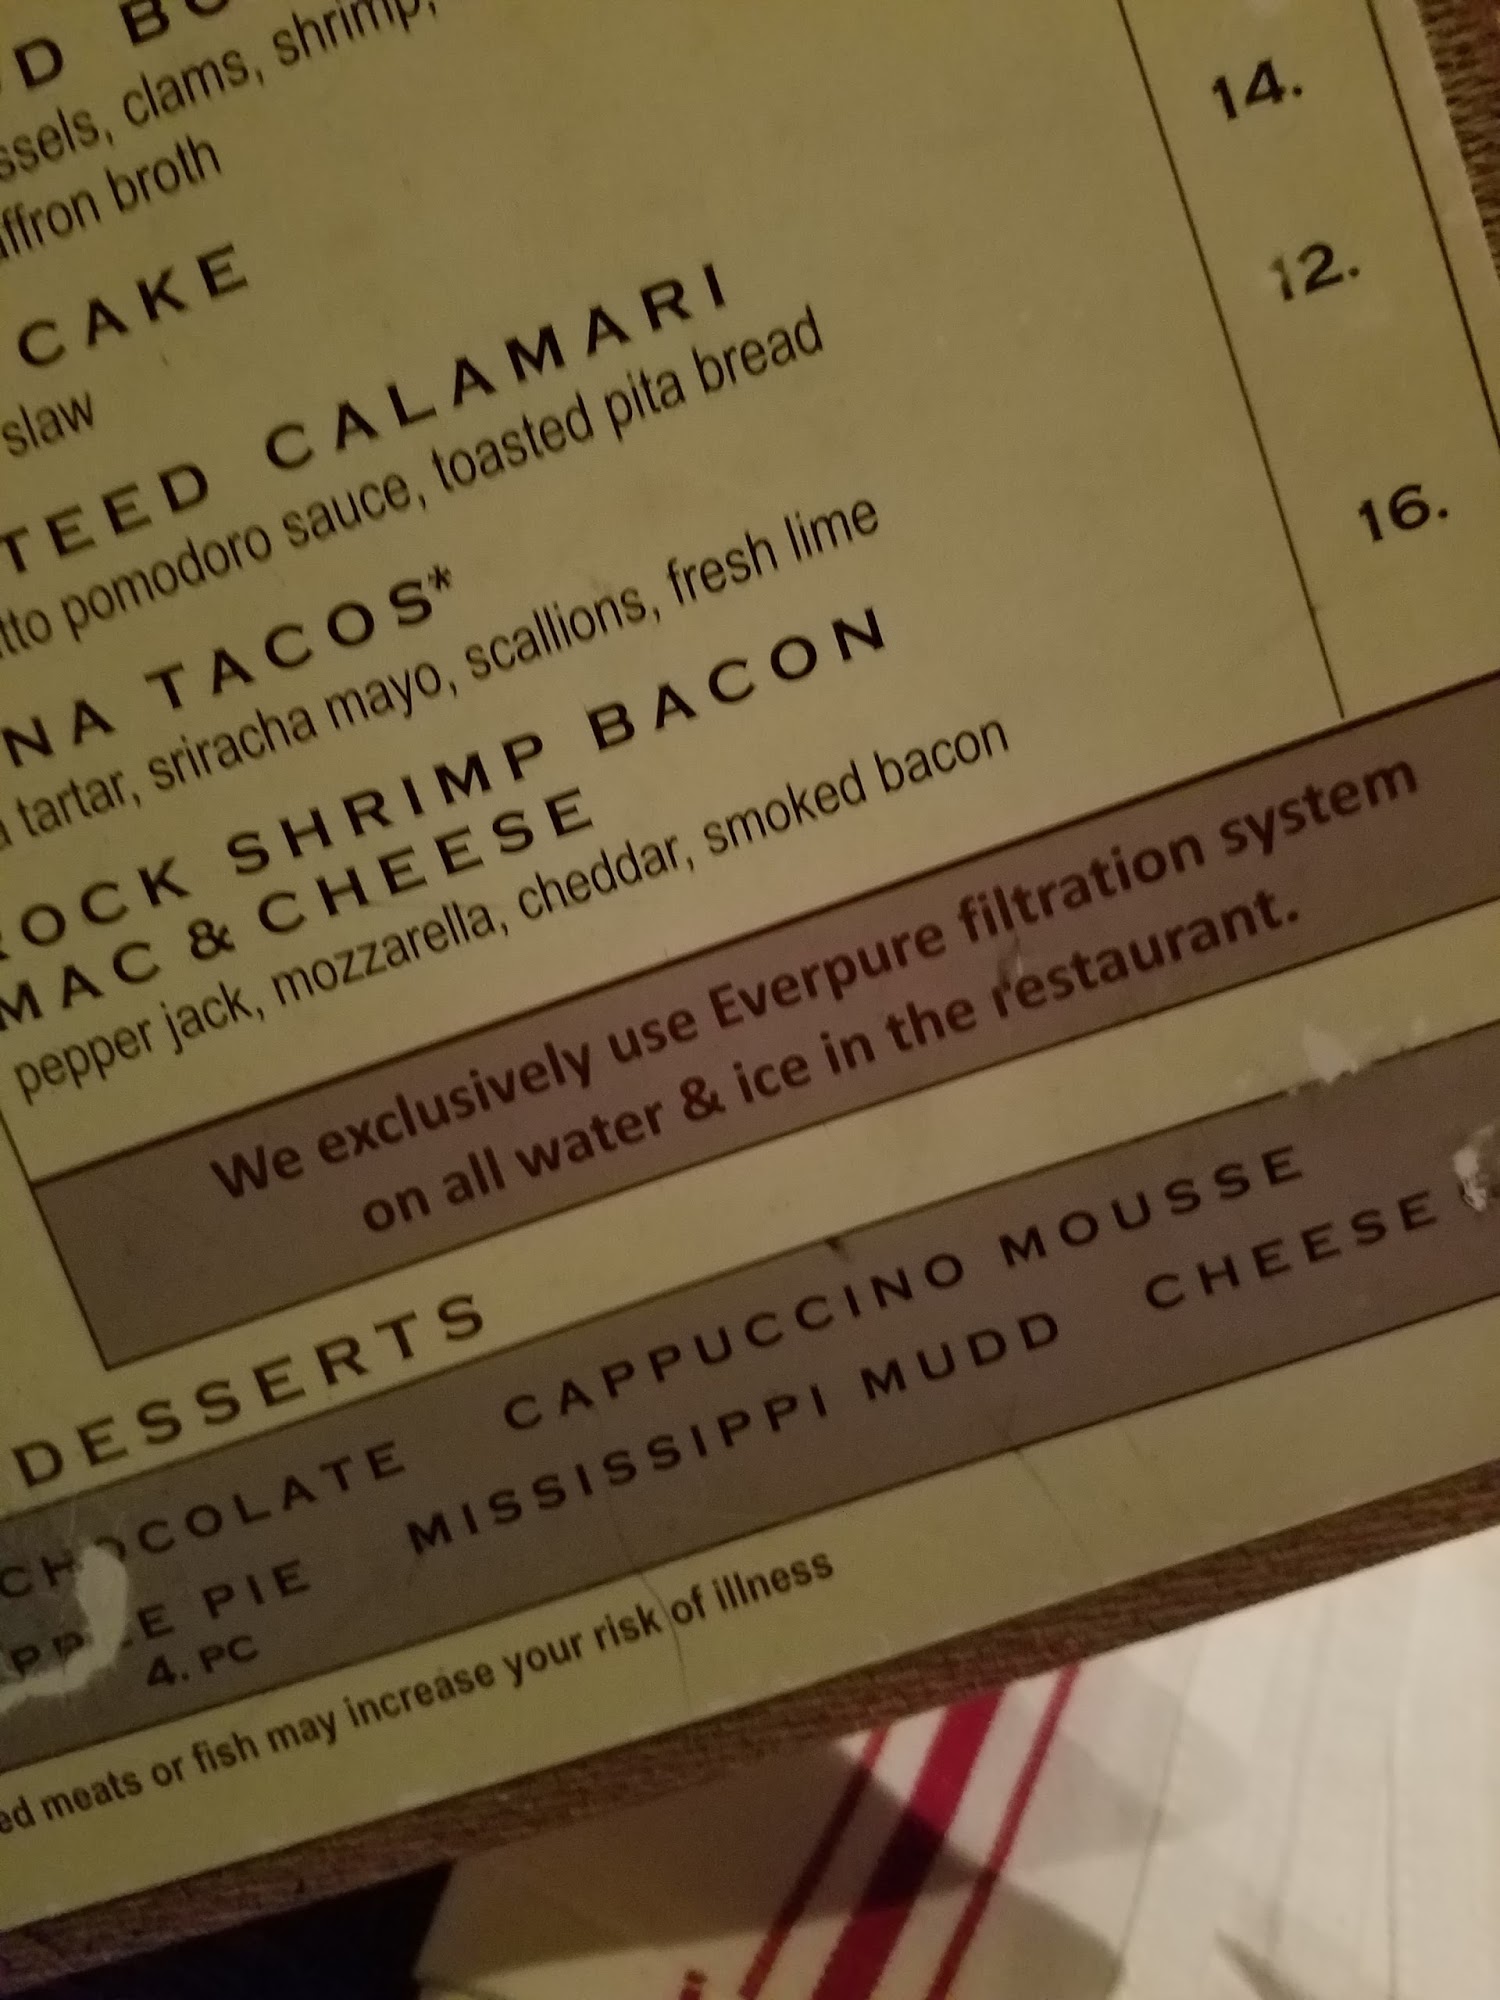 D
ssels, clams, shrimp,
ffron broth
CAKE
slaw
14.
TEED CALAMARI
tto pomodoro sauce, toasted pita bread
12.
NA TACOS*
tartar, sriracha mayo, scallions, fresh lime
16.
OCK SHRIMP BACON
MAC & CHEESE
pepper jack, mozzarella, cheddar, smoked bacon
We exclusively use Everpure filtration system
on all water & ice in the restaurant.
DESSERTS
CHOCOLATE CAPPUCCINO MOUSSE
PPLE PIE MISSISSIPPI MUDD CHEESE
4. PC
ed meats or fish may increase your risk of illness